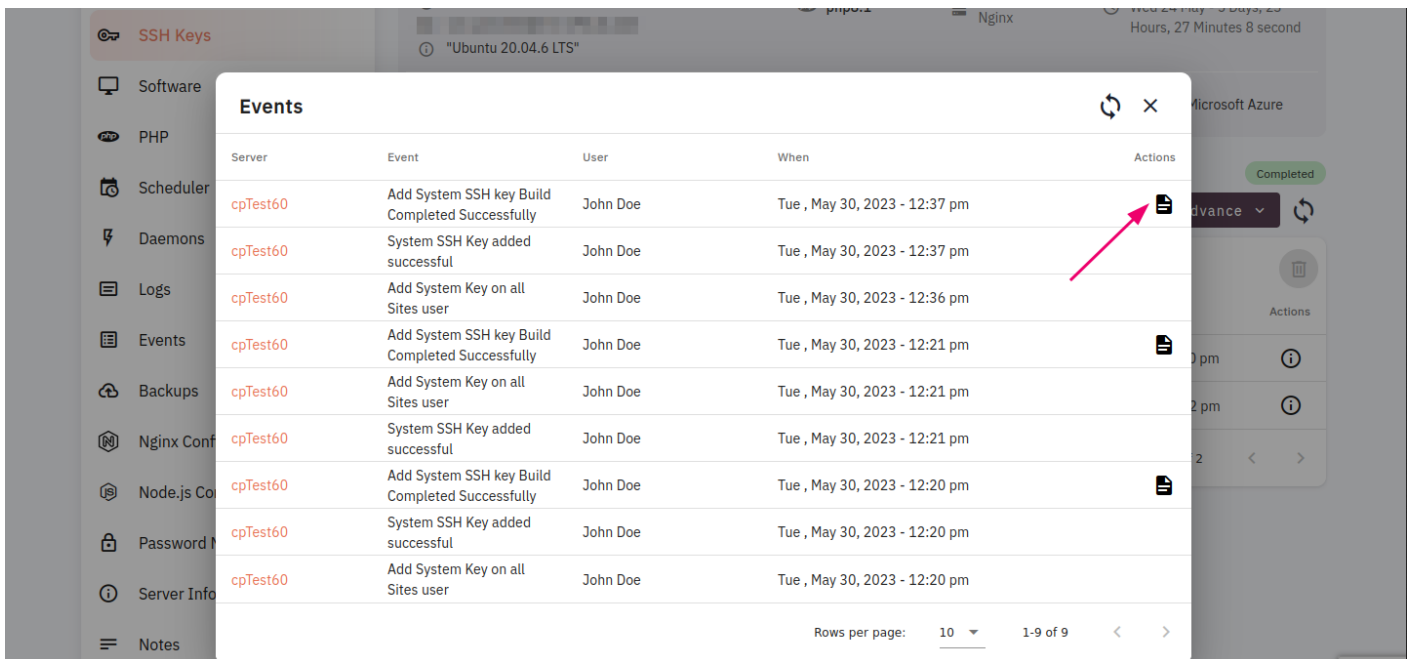 SSH Keys
"Ubuntu 20.04.6 LTS"
php8.1
Nginx
Wed 24 May - 5 Days, 23
Hours, 27 Minutes 8 second
Software
Microsoft Azure
PHP
Scheduler
Daemons
Logs
Events
Backups
Nginx Conf
Node.js Co
Password
Server Info
Notes
Completed
dvance
Actions
pm
2 pm
2
Events
Server Event User When Actions
cpTest60 Add System SSH key Build John Doe Tue , May 30, 2023 - 12:37 pm
Completed Successfully
cpTest60 System SSH Key added John Doe Tue , May 30, 2023 - 12:37 pm
successful
cpTest60 Add System Key on all John Doe Tue , May 30, 2023 - 12:36 pm
Sites user
cpTest60 Add System SSH key Build John Doe Tue , May 30, 2023 - 12:21 pm
Completed Successfully
cpTest60 Add System Key on all John Doe Tue , May 30, 2023 - 12:21 pm
Sites user
cpTest60 System SSH Key added John Doe Tue , May 30, 2023 - 12:21 pm
successful
cpTest60 Add System SSH key Build John Doe Tue , May 30, 2023 - 12:20 pm
Completed Successfully
cpTest60 System SSH Key added John Doe Tue , May 30, 2023 - 12:20 pm
successful
cpTest60 Add System Key on all John Doe Tue , May 30, 2023 - 12:20 pm
Sites user
Rows per page: 10 1-9 of 9